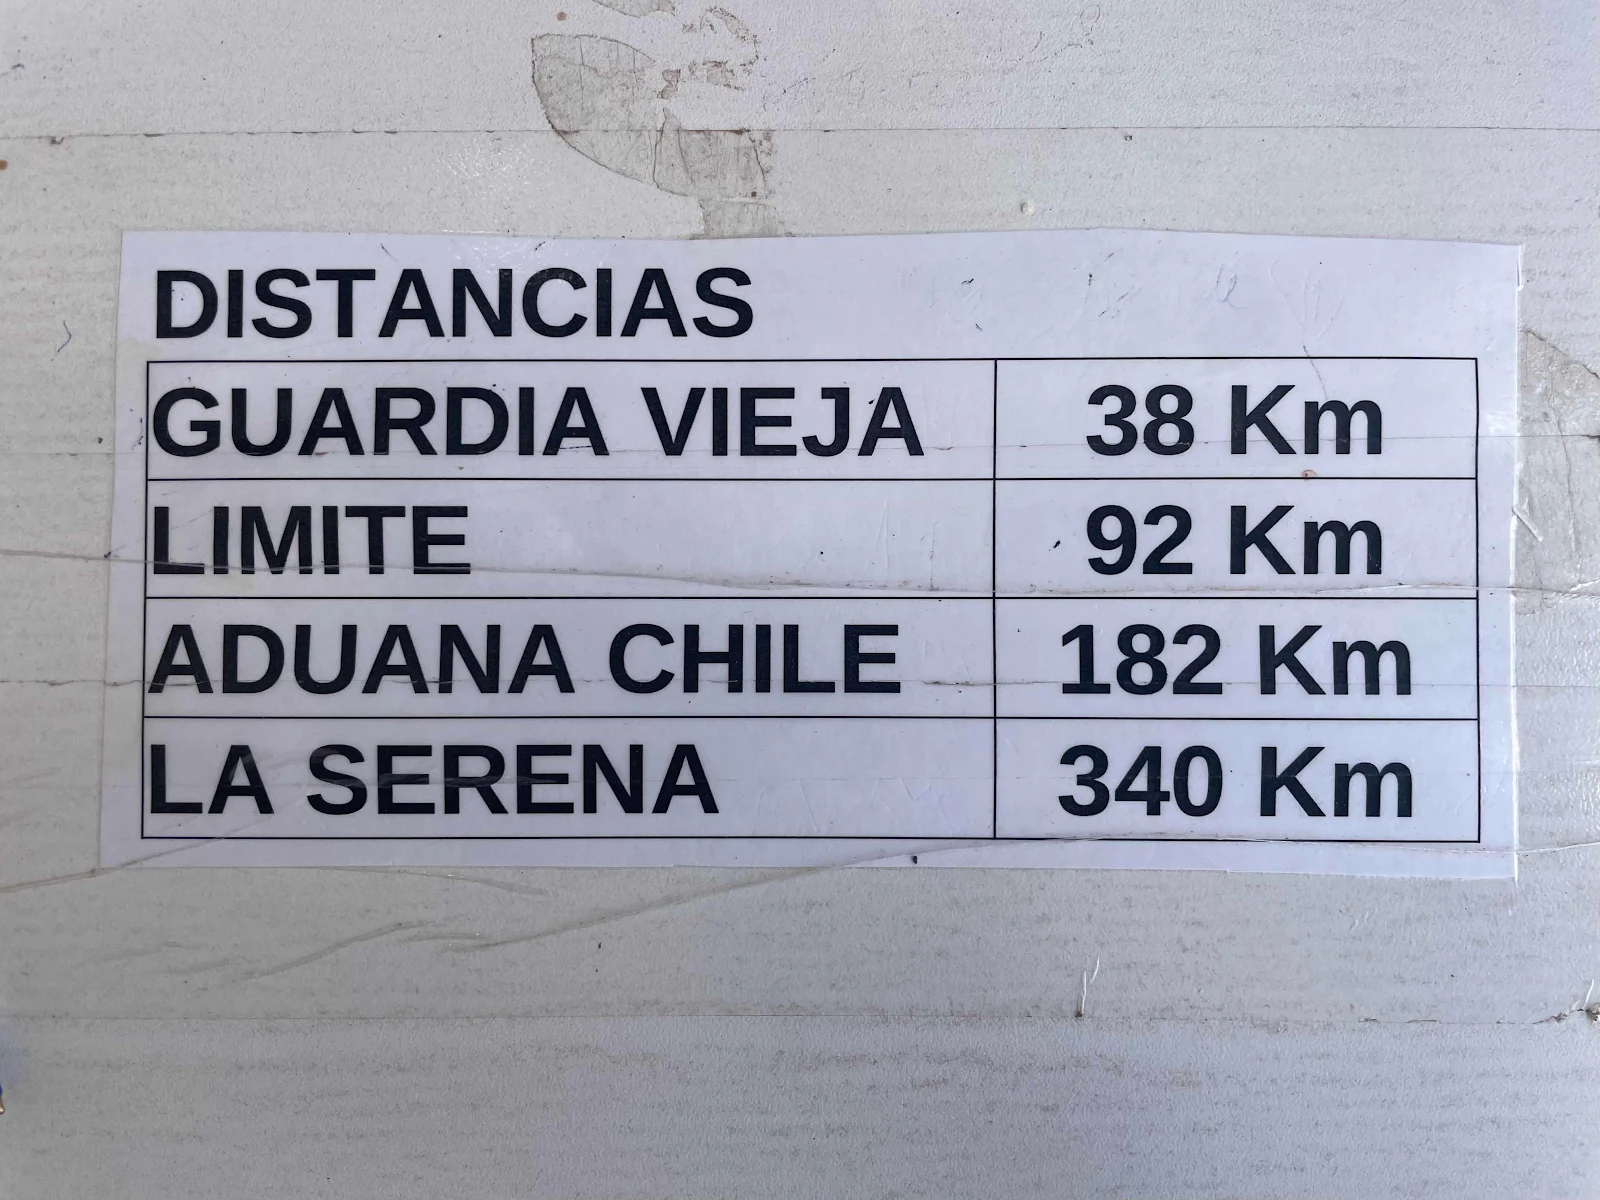 DISTANCIAS
GUARDIA VIEJA 38 Km
LIMITE 92 Km
ADUANA CHILE 182 Km
LA SERENA 340 Km